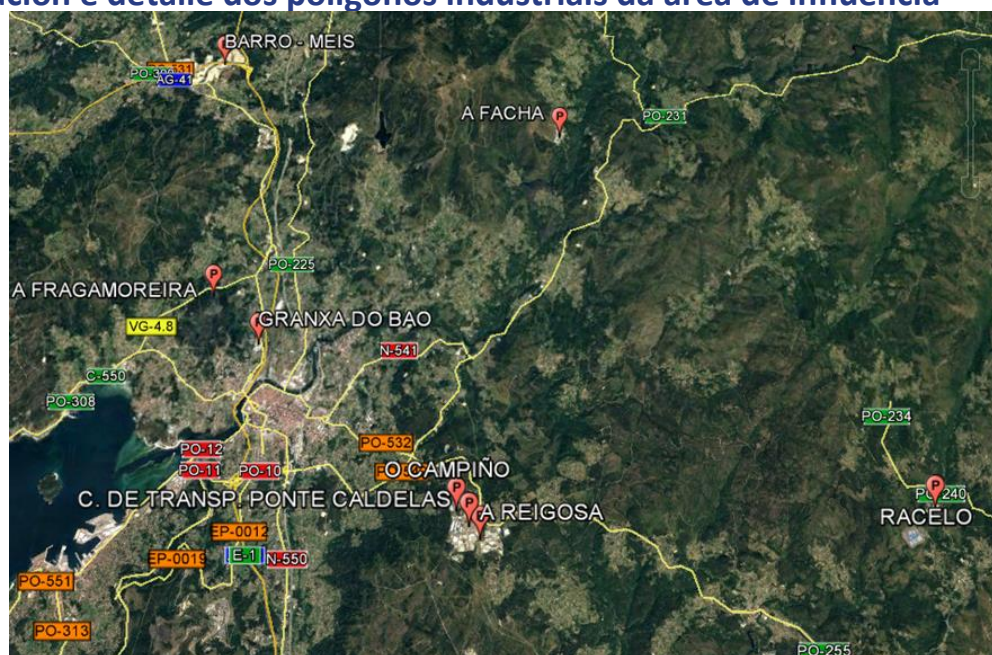 e detalle dos polígonos industriais da área de influencia
BARRO - MEIS
AG-41
A FACHA
PO-231
PO-225
A FRAGAMOREIRA
GRANXA DO BAO
VG-4.8
N-541
C-550
PO-308
PO-234
PO-532
PO-12
PO-11
PO-10
O CAMPIÑO
C. DE TRANSP. PONTE CALDELAS
A REIGOSA
PO-240
RACELO
EP-0012
EP-0019
E-1
N-550
PO-551
PO-313
PO-255